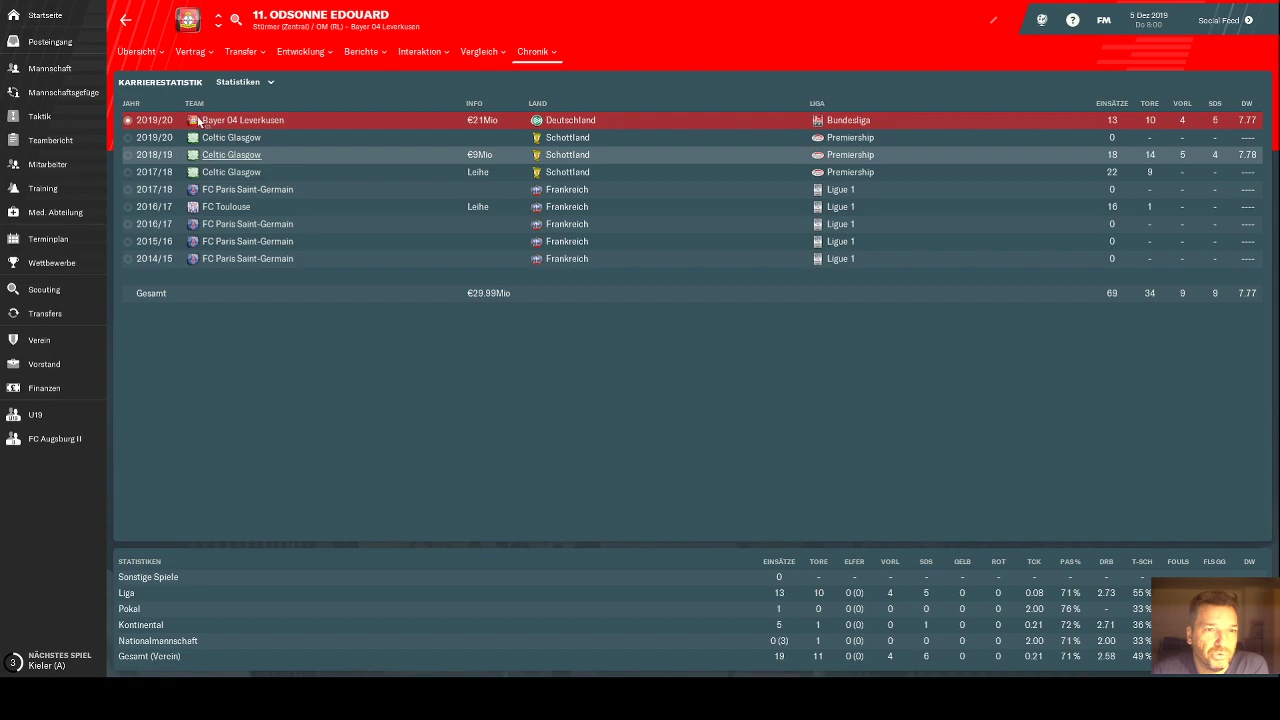 Startseite
Posteingang
Mannschaft
Mannschaftsgefüge
Taktik
Teambericht
Mitarbeiter
Training
Med. Abteilung
Terminplan
Wettbewerbe
Scouting
Transfers
Verein
Vorstand
Finanzen
U19
FC Augsburg II
3 NÄCHSTES SPIEL
Kieler (A)
11. ODSONNE EDOUARD
Stürmer (Zentral) / OM (RL) - Bayer 04 Leverkusen
? FM 5 Dez 2019
Do 8:00
Social Feed
Übersicht Vertrag Transfer Entwicklung Berichte Interaktion Vergleich Chronik
KARRIERESTATISTIK Statistiken
JAHR TEAM INFO LAND LIGA EINSÄTZE TORE VORL SDS DW
2019/20 Bayer 04 Leverkusen €21Mio Deutschland Bundesliga 13 10 4 5 7.77
2019/20 Celtic Glasgow Schottland Premiership 0 - - - ----
2018/19 Celtic Glasgow €9Mio Schottland Premiership 18 14 5 4 7.78
2017/18 Celtic Glasgow Leihe Schottland Premiership 22 9 - - ----
2017/18 FC Paris Saint-Germain Frankreich Ligue 1 0 - - - ----
2016/17 FC Toulouse Leihe Frankreich Ligue 1 16 1 - - ----
2016/17 FC Paris Saint-Germain Frankreich Ligue 1 0 - - - ----
2015/16 FC Paris Saint-Germain Frankreich Ligue 1 0 - - - ----
2014/15 FC Paris Saint-Germain Frankreich Ligue 1 0 - - - ----
Gesamt €29.99Mio 69 34 9 9 7.77
STATISTIKEN EINSÄTZE TORE ELFER VORL SDS GELB ROT TCK PAS % DRB T-SCH FOULS FLS GG DW
Sonstige Spiele 0 - - - - - - - - - -
Liga 13 10 0 (0) 4 5 0 0 0.08 71 % 2.73 55 %
Pokal 1 0 0 (0) 0 0 0 0 2.00 76 % - 33 %
Kontinental 5 1 0 (0) 0 1 0 0 0.21 72 % 2.71 36 %
Nationalmannschaft 0 (3) 1 0 (0) 0 0 0 0 2.00 71 % 2.00 33 %
Gesamt (Verein) 19 11 0 (0) 4 6 0 0 0.21 71 % 2.58 49 %